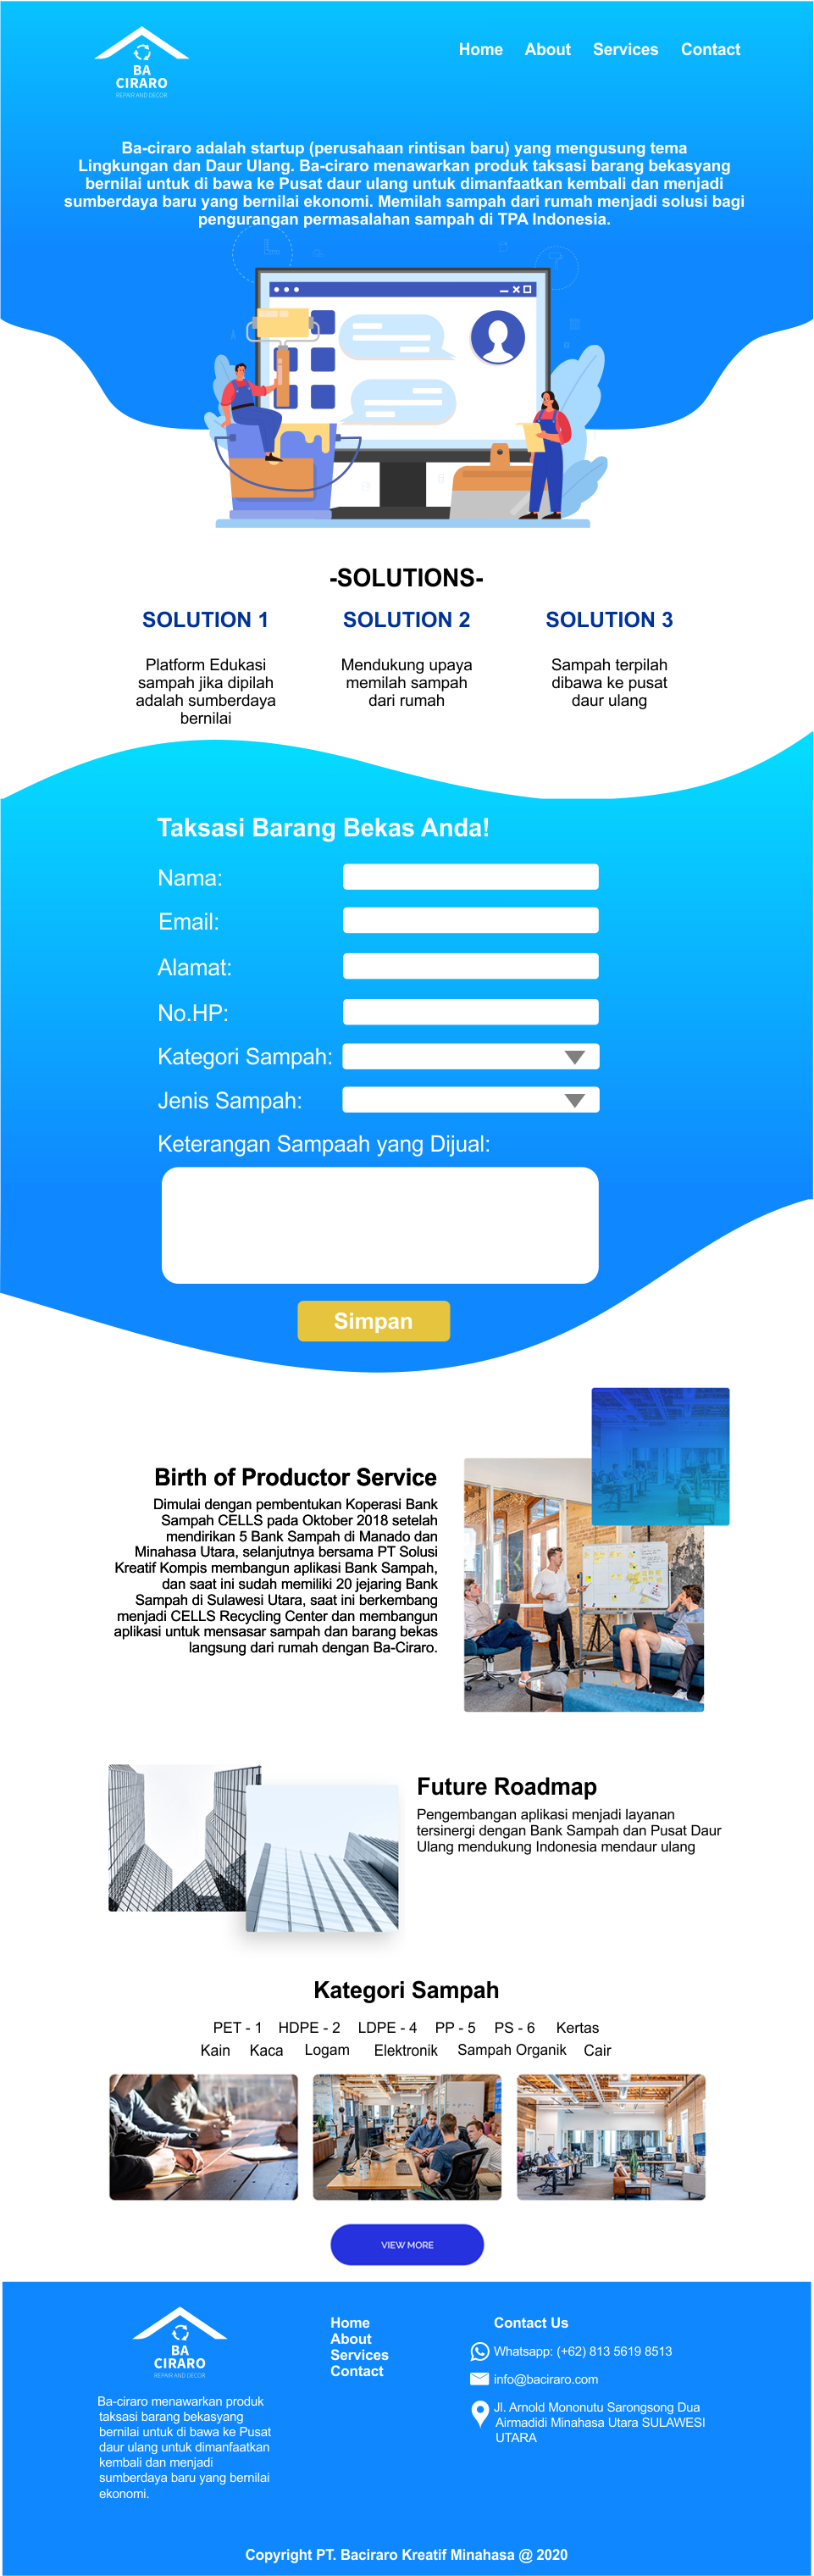 BA
CIRARO
REPAIR AND DECOR
Home About Services Contact
Ba-ciraro adalah startup (perusahaan rintisan baru) yang mengusung tema
Lingkungan dan Daur Ulang. Ba-ciraro menawarkan produk taksasi barang bekasyang
bernilai untuk di bawa ke Pusat daur ulang untuk dimanfaatkan kembali dan menjadi
sumberdaya baru yang bernilai ekonomi. Memilah sampah dari rumah menjadi solusi bagi
pengurangan permasalahan sampah di TPA Indonesia.
-SOLUTIONS-
SOLUTION 1
Platform Edukasi
sampah jika dipilah
adalah sumberdaya
bernilai
SOLUTION 2
Mendukung upaya
memilah sampah
dari rumah
SOLUTION 3
Sampah terpilah
dibawa ke pusat
daur ulang
Taksasi Barang Bekas Anda!
Nama:
Email:
Alamat:
No.HP:
Kategori Sampah:
Jenis Sampah:
Keterangan Sampaah yang Dijual:
Simpan
Birth of Productor Service
Dimulai dengan pembentukan Koperasi Bank
Sampah CELLS pada Oktober 2018 setelah
mendirikan 5 Bank Sampah di Manado dan
Minahasa Utara, selanjutnya bersama PT Solusi
Kreatif Kompis membangun aplikasi Bank Sampah,
dan saat ini sudah memiliki 20 jejaring Bank
Sampah di Sulawesi Utara, saat ini berkembang
menjadi CELLS Recycling Center dan membangun
aplikasi untuk mensasar sampah dan barang bekas
langsung dari rumah dengan Ba-Ciraro.
Future Roadmap
Pengembangan aplikasi menjadi layanan
tersinergi dengan Bank Sampah dan Pusat Daur
Ulang mendukung Indonesia mendaur ulang
Kategori Sampah
PET - 1 HDPE - 2 LDPE - 4 PP - 5 PS - 6 Kertas
Kain Kaca Logam Elektronik Sampah Organik Cair
VIEW MORE
BA
CIRARO
REPAIR AND DECOR
Ba-ciraro menawarkan produk
taksasi barang bekasyang
bernilai untuk di bawa ke Pusat
daur ulang untuk dimanfaatkan
kembali dan menjadi
sumberdaya baru yang bernilai
ekonomi.
Home
About
Services
Contact
Contact Us
Whatsapp: (+62) 813 5619 8513
info@baciraro.com
Jl. Arnold Mononutu Sarongsong Dua
Airmadidi Minahasa Utara SULAWESI
UTARA
Copyright PT. Baciraro Kreatif Minahasa @ 2020